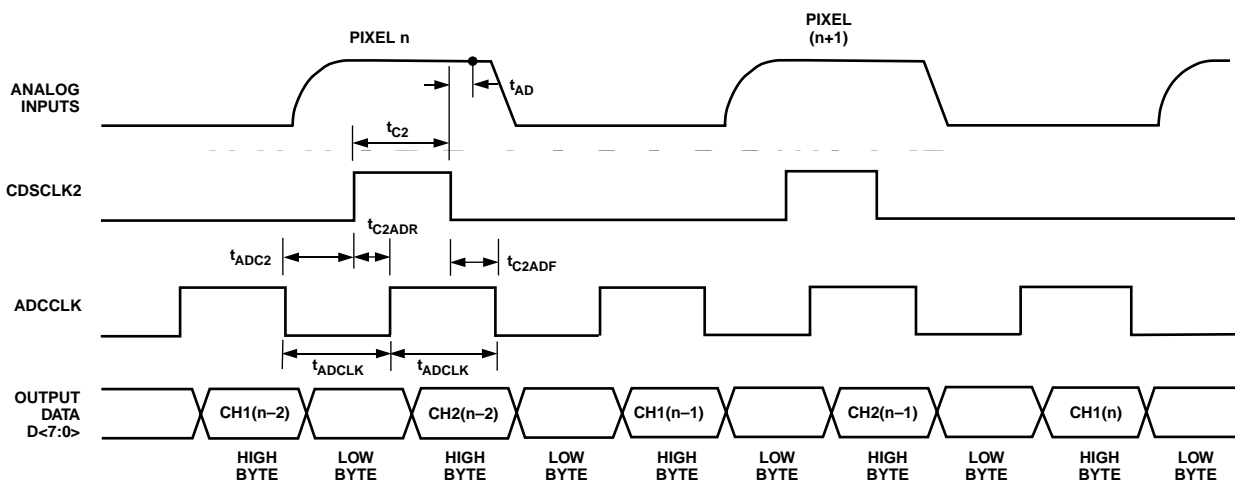 PIXEL n
PIXEL
(n+1)
ANALOG
INPUTS
tAD
tC2
CDSCLK2
tADC2
tC2ADR
tC2ADF
ADCCLK
tADCLK
tADCLK
OUTPUT
DATA
D<7:0>
CH1(n–2)
CH2(n–2)
CH1(n–1)
CH2(n–1)
CH1(n)
HIGH
BYTE
LOW
BYTE
HIGH
BYTE
LOW
BYTE
HIGH
BYTE
LOW
BYTE
HIGH
BYTE
LOW
BYTE
HIGH
BYTE
LOW
BYTE